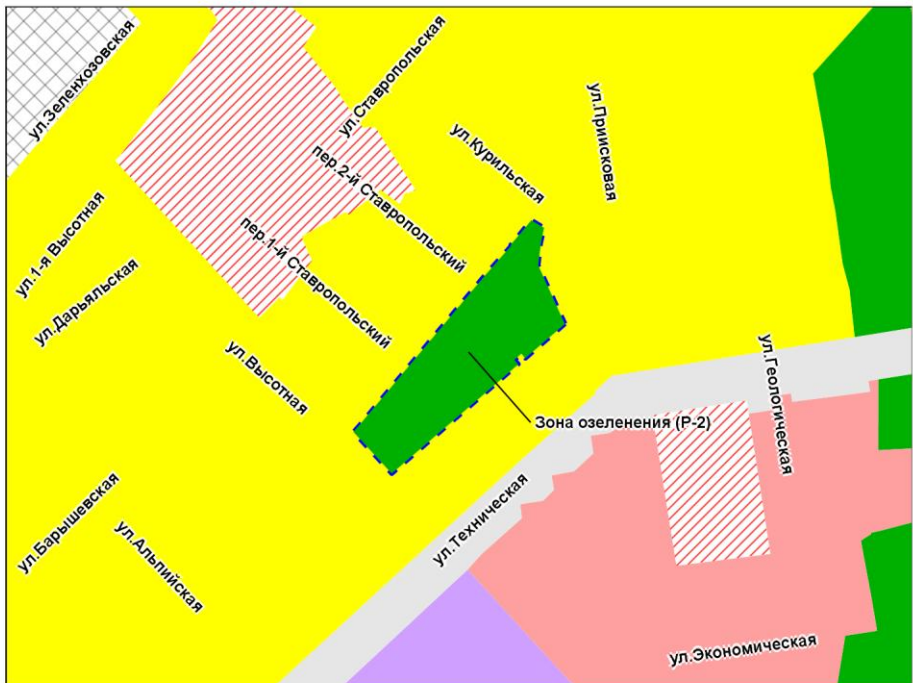 ул.Зеленхозовская
ул.Ставропольская
ул.Приисковая
ул.Курильская
пер.2-й Ставропольский
ул.1-я Высотная
пер.1-й Ставропольский
ул.Дарьяльская
ул.Высотная
ул.Геологическая
Зона озеленения (Р-2)
ул.Барышевская
ул.Техническая
ул.Альпийская
ул.Экономическая